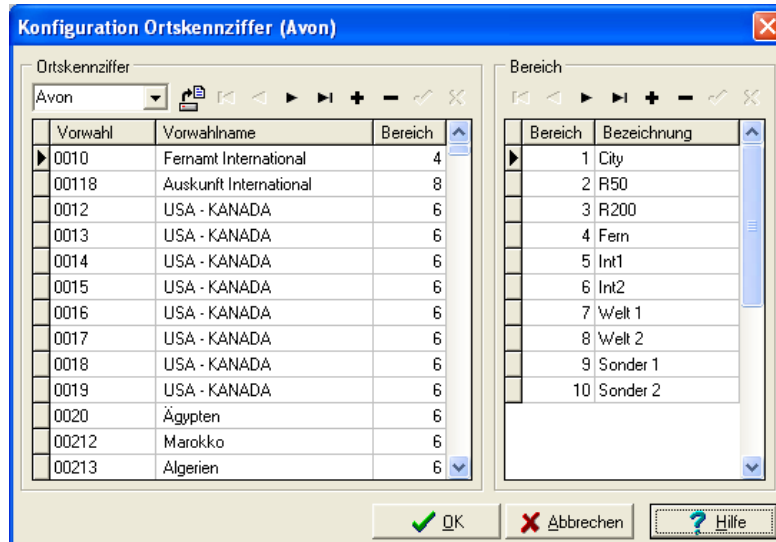 Konfiguration Ortskennziffer (Avon)
Ortskennziffer
Avon
Vorwahl Vorwahlname Bereich
0010 Fernamt International 4
00118 Auskunft International 8
0012 USA - KANADA 6
0013 USA - KANADA 6
0014 USA - KANADA 6
0015 USA - KANADA 6
0016 USA - KANADA 6
0017 USA - KANADA 6
0018 USA - KANADA 6
0019 USA - KANADA 6
0020 Ägypten 6
00212 Marokko 6
00213 Algerien 6
Bereich
Bereich Bezeichnung
1 City
2 R50
3 R200
4 Fern
5 Int1
6 Int2
7 Welt 1
8 Welt 2
9 Sonder 1
10 Sonder 2
OK Abbrechen Hilfe